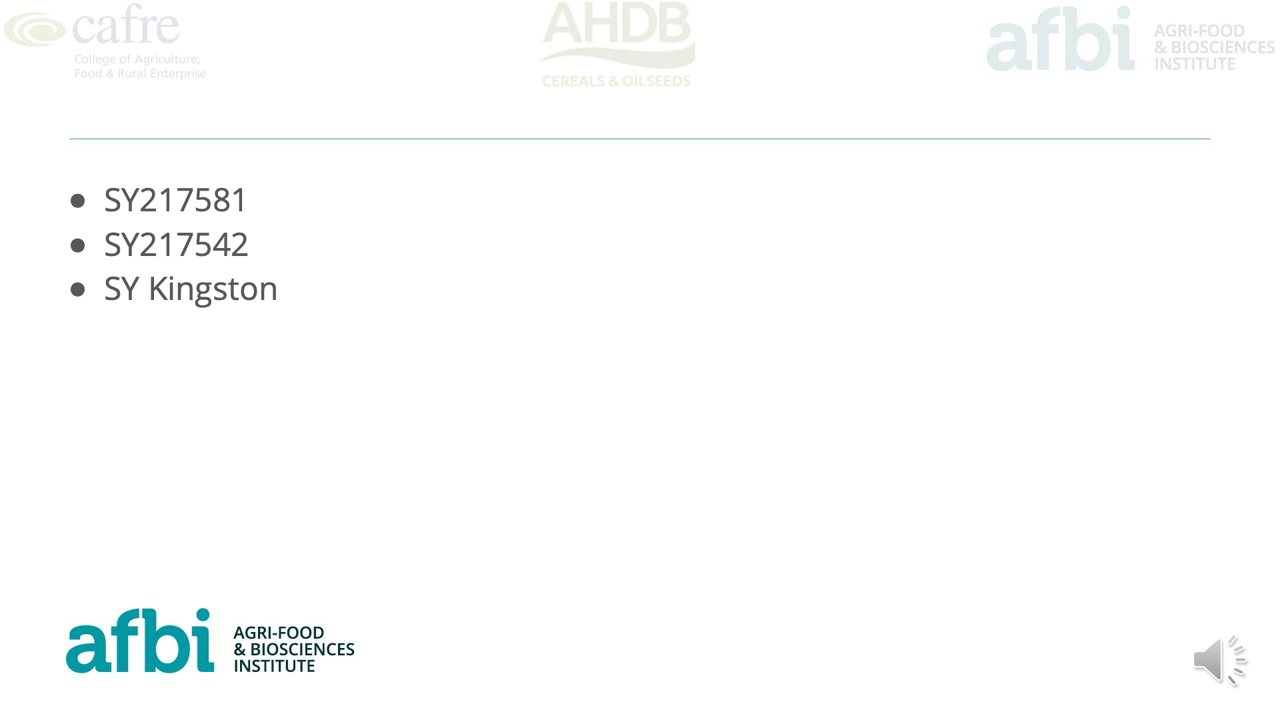 cafre
College of Agriculture,
Food & Rural Enterprise
AHDB
CEREALS & OILSEEDS
afbi
AGRI-FOOD
& BIOSCIENCES
INSTITUTE
● SY217581
● SY217542
● SY Kingston
afbi
AGRI-FOOD
& BIOSCIENCES
INSTITUTE